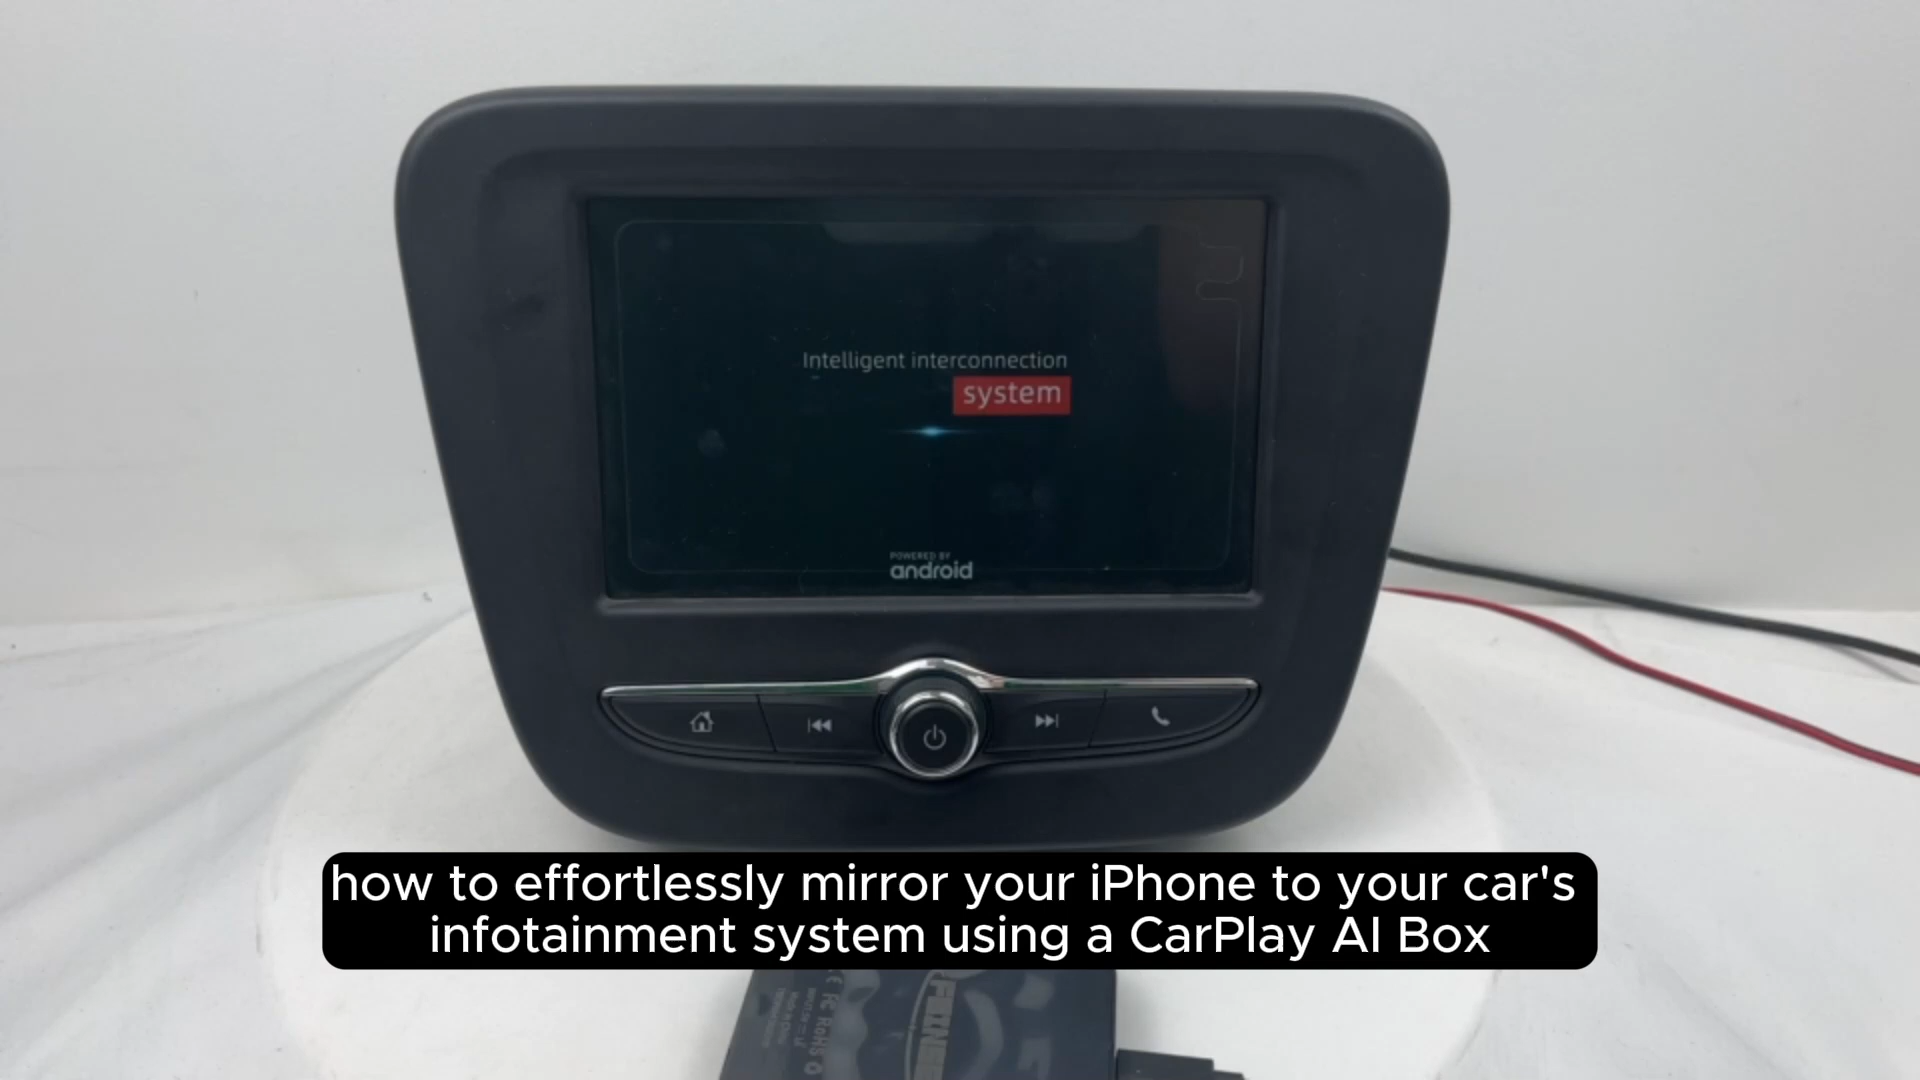 Intelligent interconnection
system
POWERED BY
android
how to effortlessly mirror your iPhone to your car's
infotainment system using a CarPlay AI Box